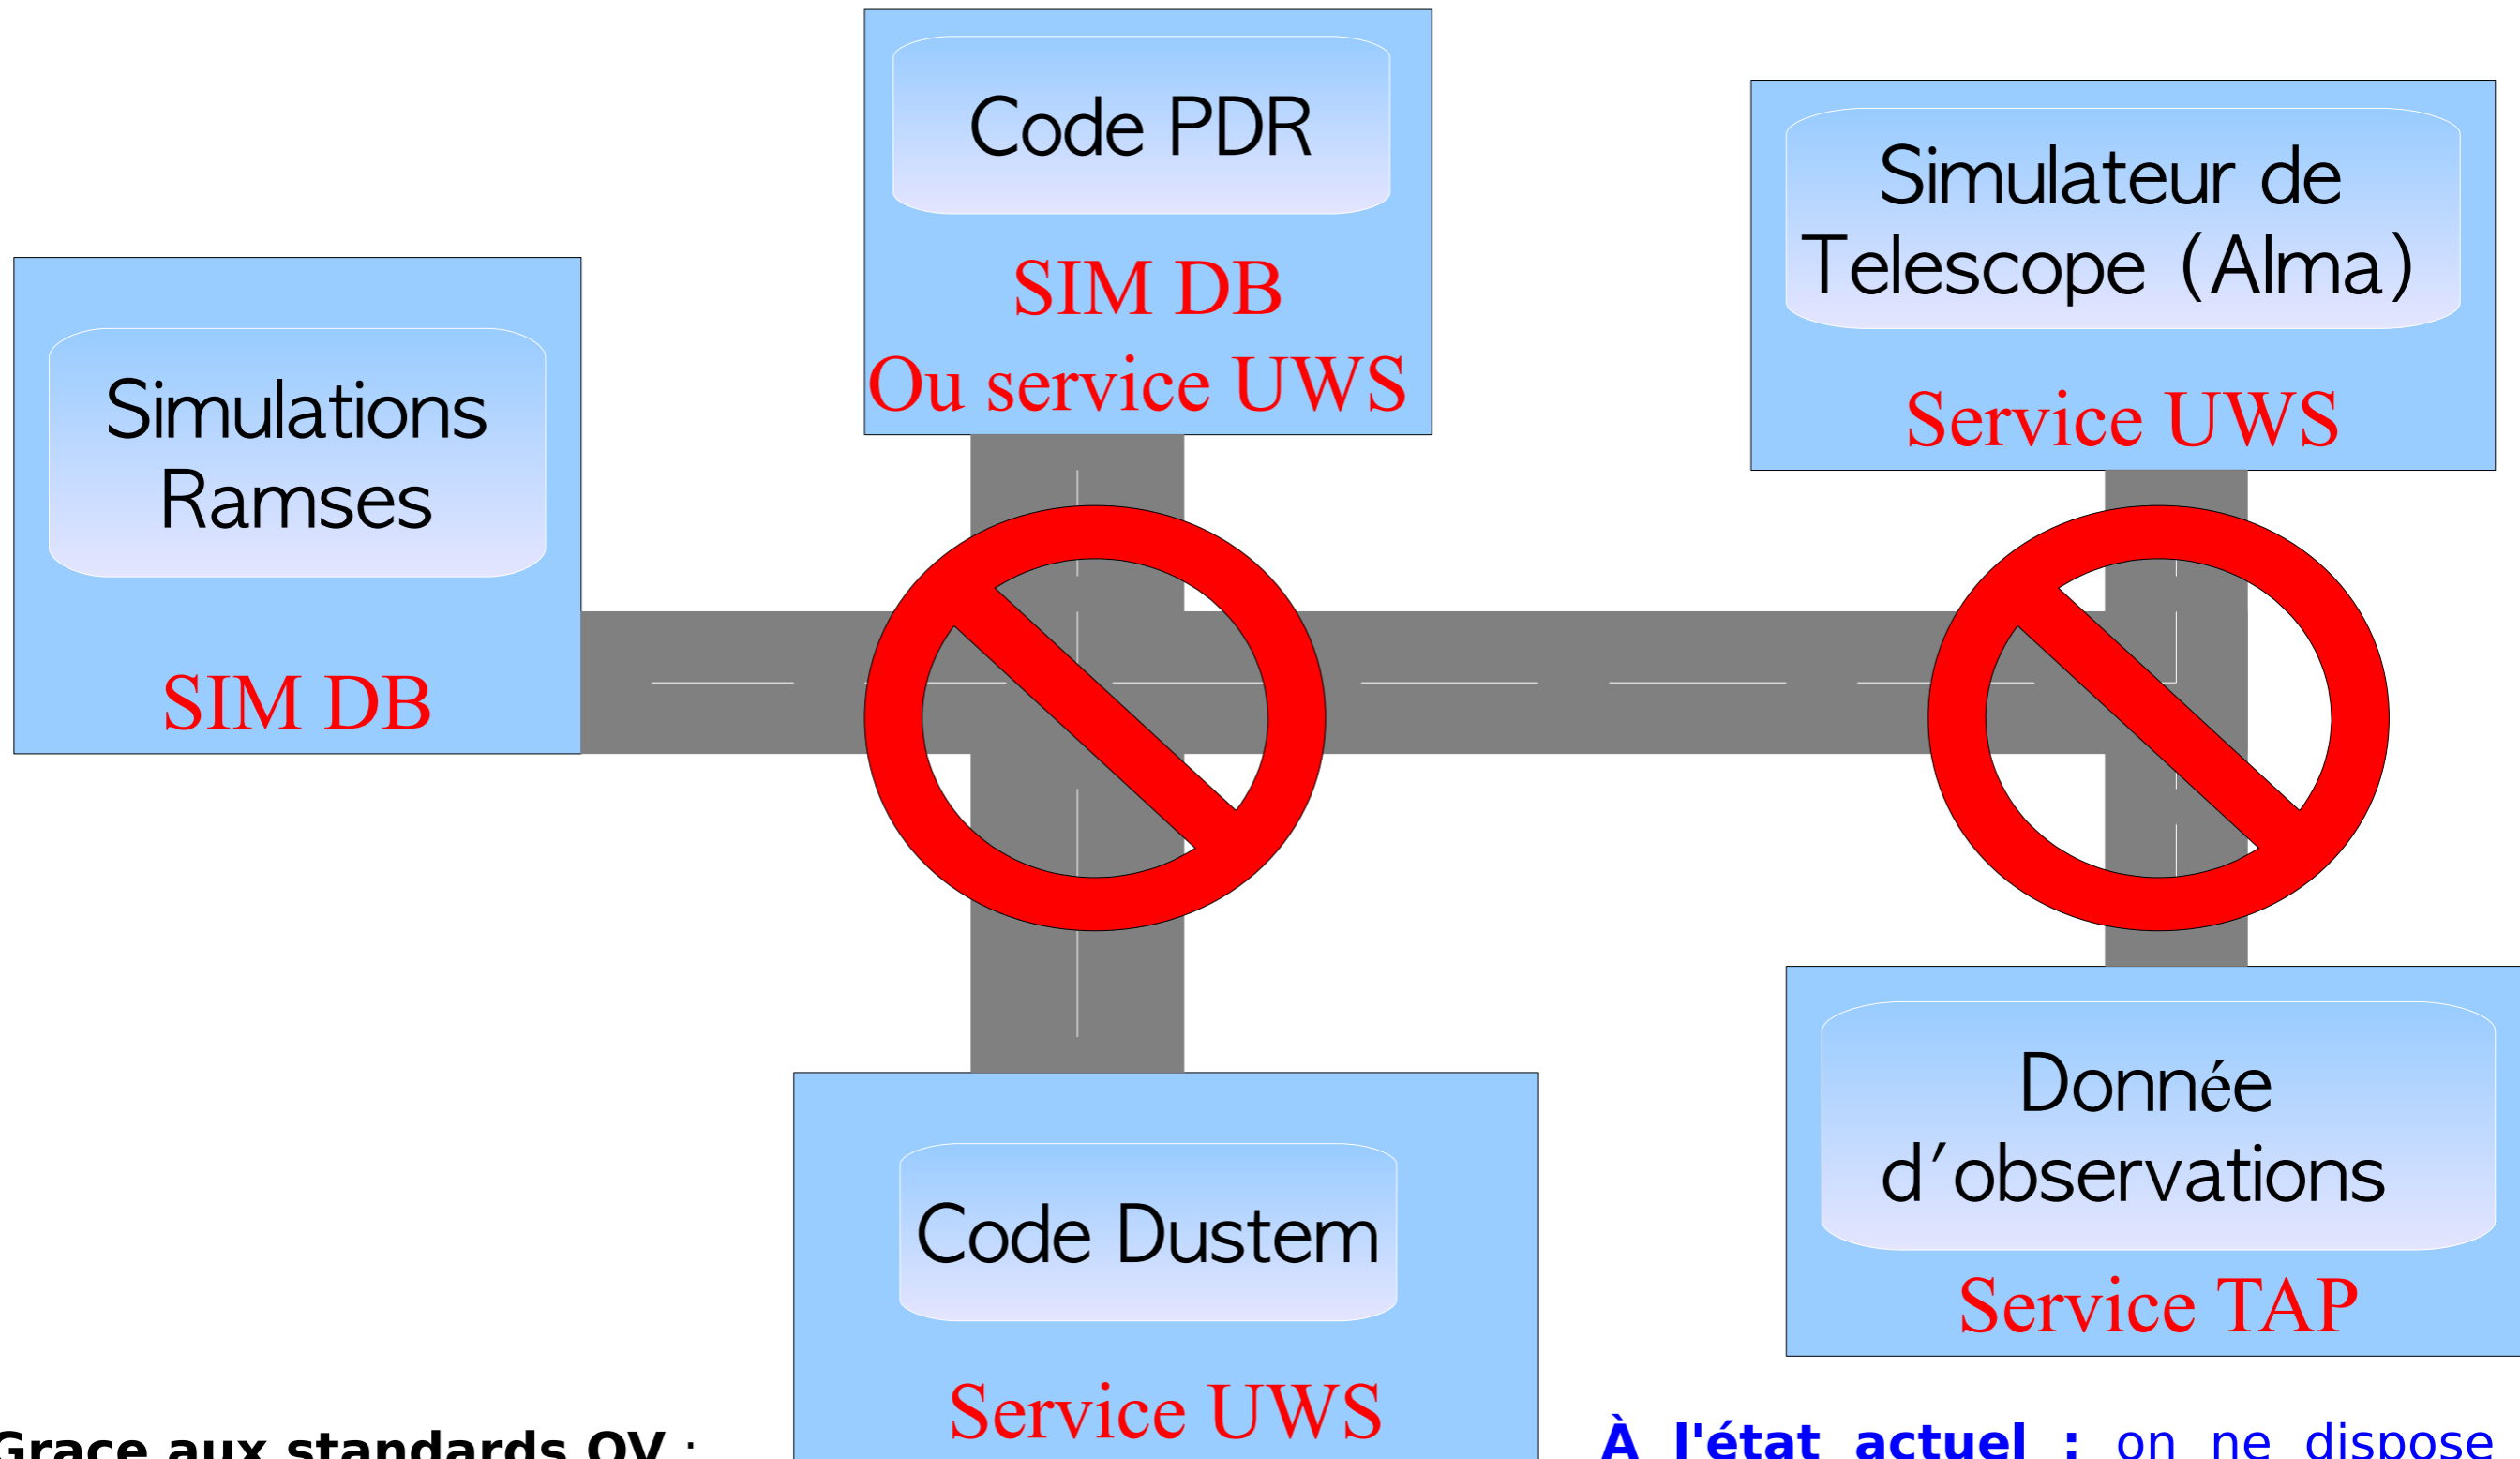 Code PDR
SIM DB
Ou service UWS
Simulateur de
Telescope (Alma)
Service UWS
Simulations
Ramses
SIM DB
Donnée
d'observations
Service TAP
Code Dustem
Service UWS
Grace aux standards OV :
À l'état actuel : on ne dispose